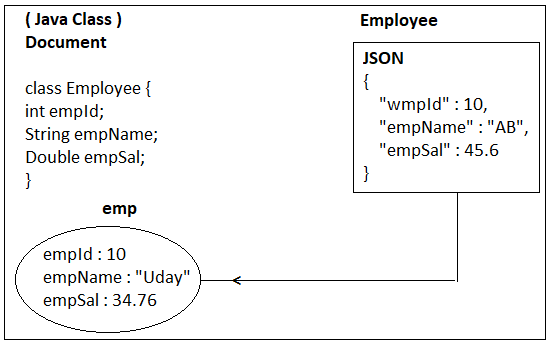 ( Java Class )
Document
class Employee {
int empId;
String empName;
Double empSal;
}
Employee
JSON
{
"wmpId" : 10,
"empName" : "AB",
"empSal" : 45.6
}
emp
empId : 10
empName : "Uday"
empSal : 34.76